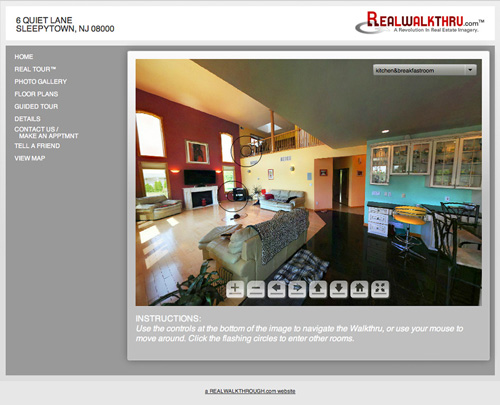 6 QUIET LANE
SLEEPYTOWN, NJ 08000
REALWALKTHRU.com™
A Revolution In Real Estate Imagery.
HOME
REAL TOUR™
PHOTO GALLERY
FLOOR PLANS
GUIDED TOUR
DETAILS
CONTACT US /
MAKE AN APPTMNT
TELL A FRIEND
VIEW MAP
kitchen&breakfastroom
INSTRUCTIONS:
Use the controls at the bottom of the image to navigate the Walkthru, or use your mouse to
move around. Click the flashing circles to enter other rooms.
a REALWALKTHROUGH.com website